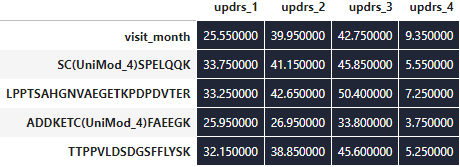 updrs_1 updrs_2 updrs_3 updrs_4
visit_month 25.550000 39.950000 42.750000 9.350000
SC(UniMod_4)SPELQQK 33.750000 41.150000 45.850000 5.550000
LPPTSAHGNVAEGETKPDPDVTER 33.250000 42.650000 50.400000 7.250000
ADDKETC(UniMod_4)FAEEGK 25.950000 26.950000 33.800000 3.750000
TTPPVLDSDGSFFLYSK 32.150000 38.850000 45.600000 5.250000